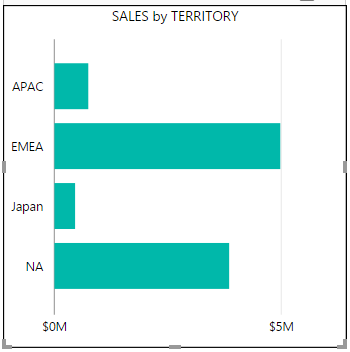 SALES by TERRITORY
APAC
EMEA
Japan
NA
$0M $5M